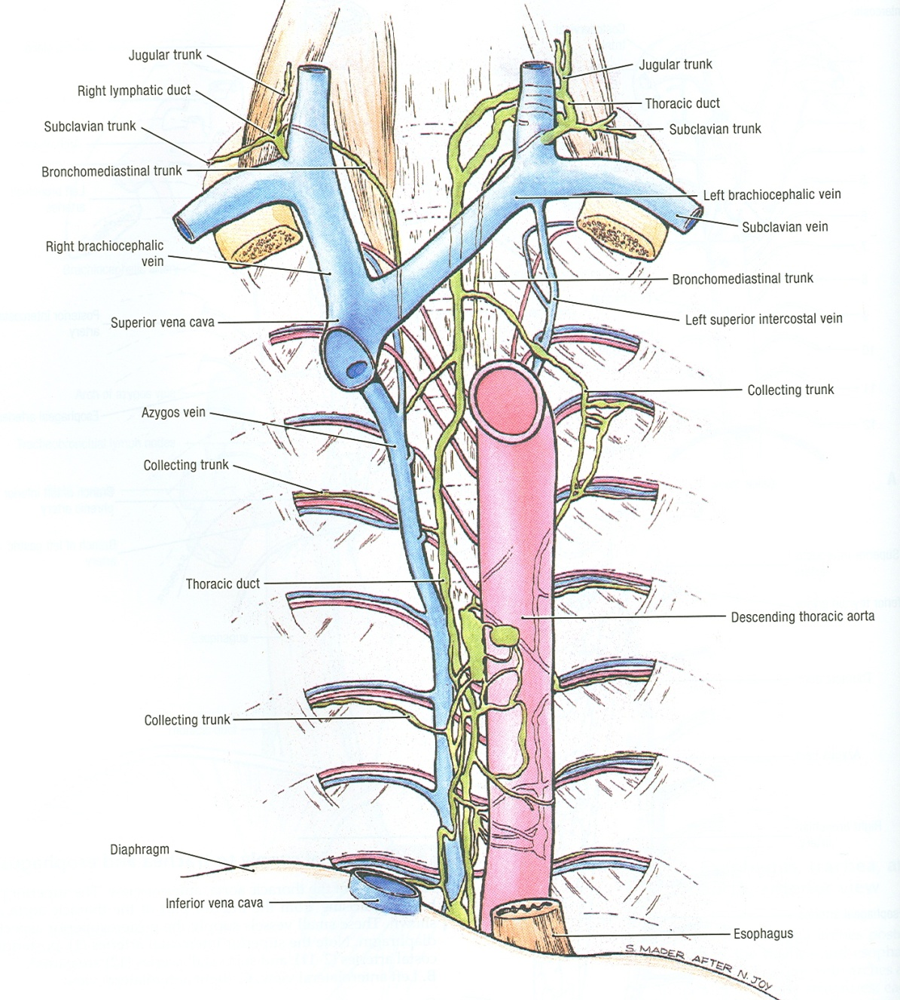 Jugular trunk
Right lymphatic duct
Subclavian trunk
Bronchomediastinal trunk
Right brachiocephalic
vein
Superior vena cava
Azygos vein
Collecting trunk
Thoracic duct
Collecting trunk
Diaphragm
Inferior vena cava
Jugular trunk
Thoracic duct
Subclavian trunk
Left brachiocephalic vein
Subclavian vein
Bronchomediastinal trunk
Left superior intercostal vein
Collecting trunk
Descending thoracic aorta
Esophagus
S. MADER AFTER N. JOY